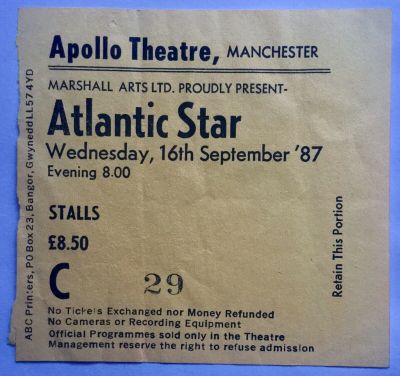 Apollo Theatre, MANCHESTER
MARSHALL ARTS LTD. PROUDLY PRESENT-
Atlantic Star
Wednesday, 16th September '87
Evening 8.00
STALLS
£8.50
C 29
No Tickets Exchanged nor Money Refunded
No Cameras or Recording Equipment
Official Programmes sold only in the Theatre
Management reserve the right to refuse admission
ABC Printers, PO Box 23, Bangor, Gwynedd LL57 4YD
Retain This Portion